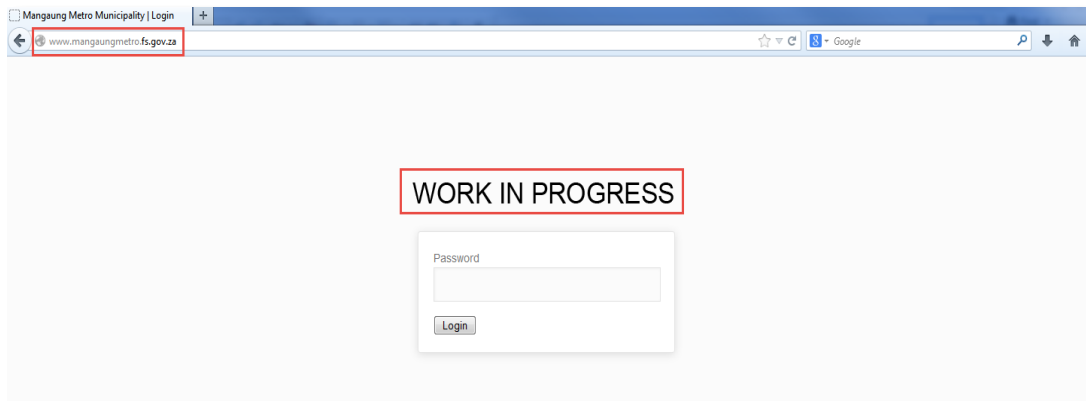 Mangaung Metro Municipality | Login
www.mangaungmetro.fs.gov.za
Google
WORK IN PROGRESS
Password
Login